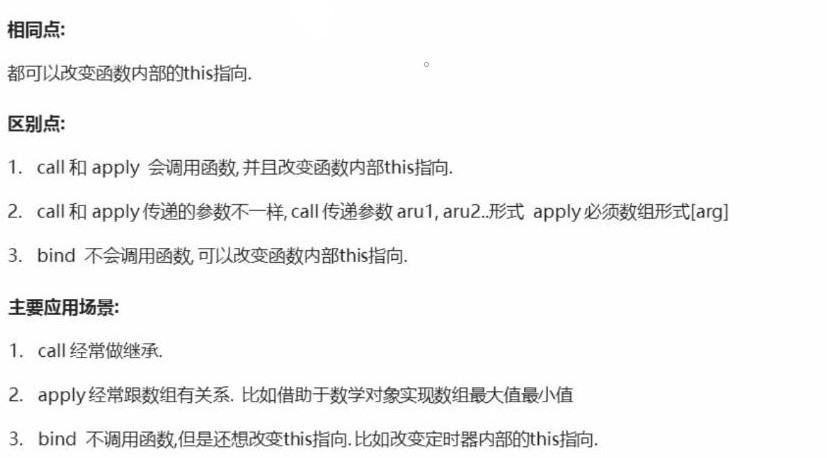 相同点:
都可以改变函数内部的this指向.
区别点:
1. call 和 apply 会调用函数, 并且改变函数内部this指向.
2. call 和 apply 传递的参数不一样, call 传递参数 aru1, aru2..形式 apply 必须数组形式[arg]
3. bind 不会调用函数, 可以改变函数内部this指向.
主要应用场景:
1. call 经常做继承.
2. apply 经常跟数组有关系. 比如借助于数学对象实现数组最大值最小值
3. bind 不调用函数,但是还想改变this指向. 比如改变定时器内部的this指向.